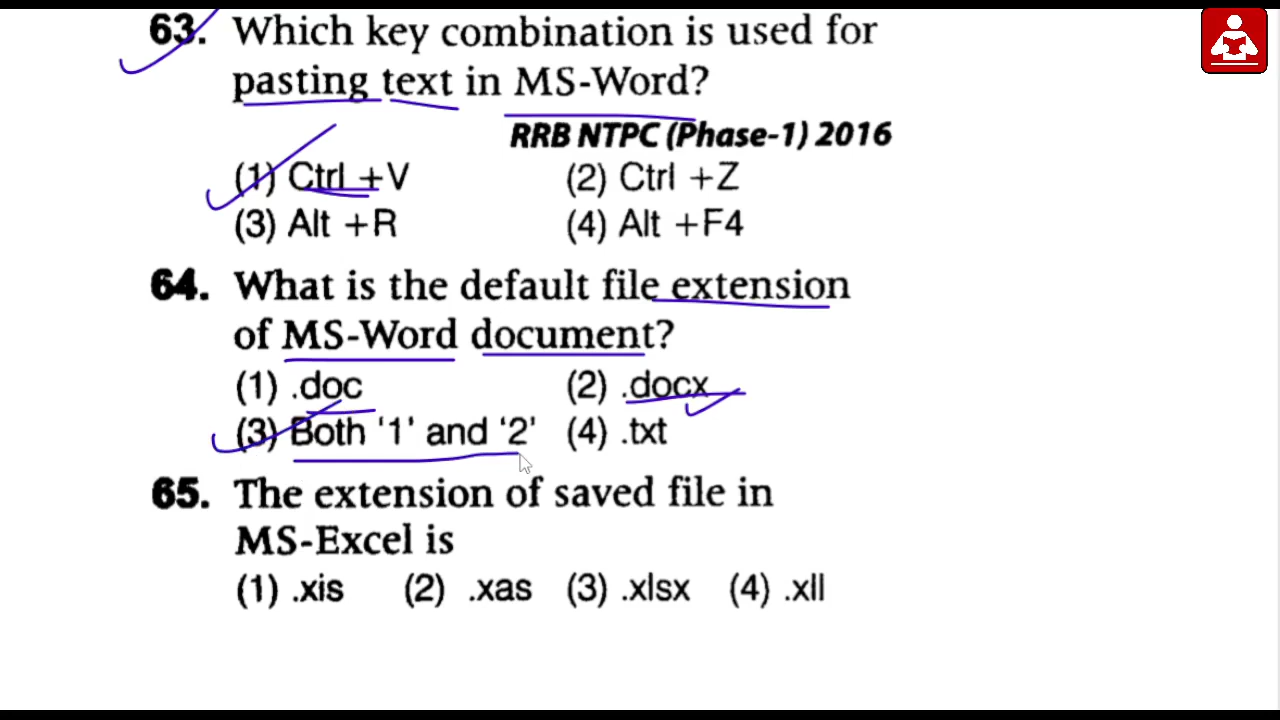 63. Which key combination is used for
pasting text in MS-Word?
RRB NTPC (Phase-1) 2016
(1) Ctrl +V (2) Ctrl +Z
(3) Alt +R (4) Alt +F4
64. What is the default file extension
of MS-Word document?
(1) .doc (2) .docx
(3) Both ‘1’ and ‘2’ (4) .txt
65. The extension of saved file in
MS-Excel is
(1) .xis (2) .xas (3) .xlsx (4) .xll